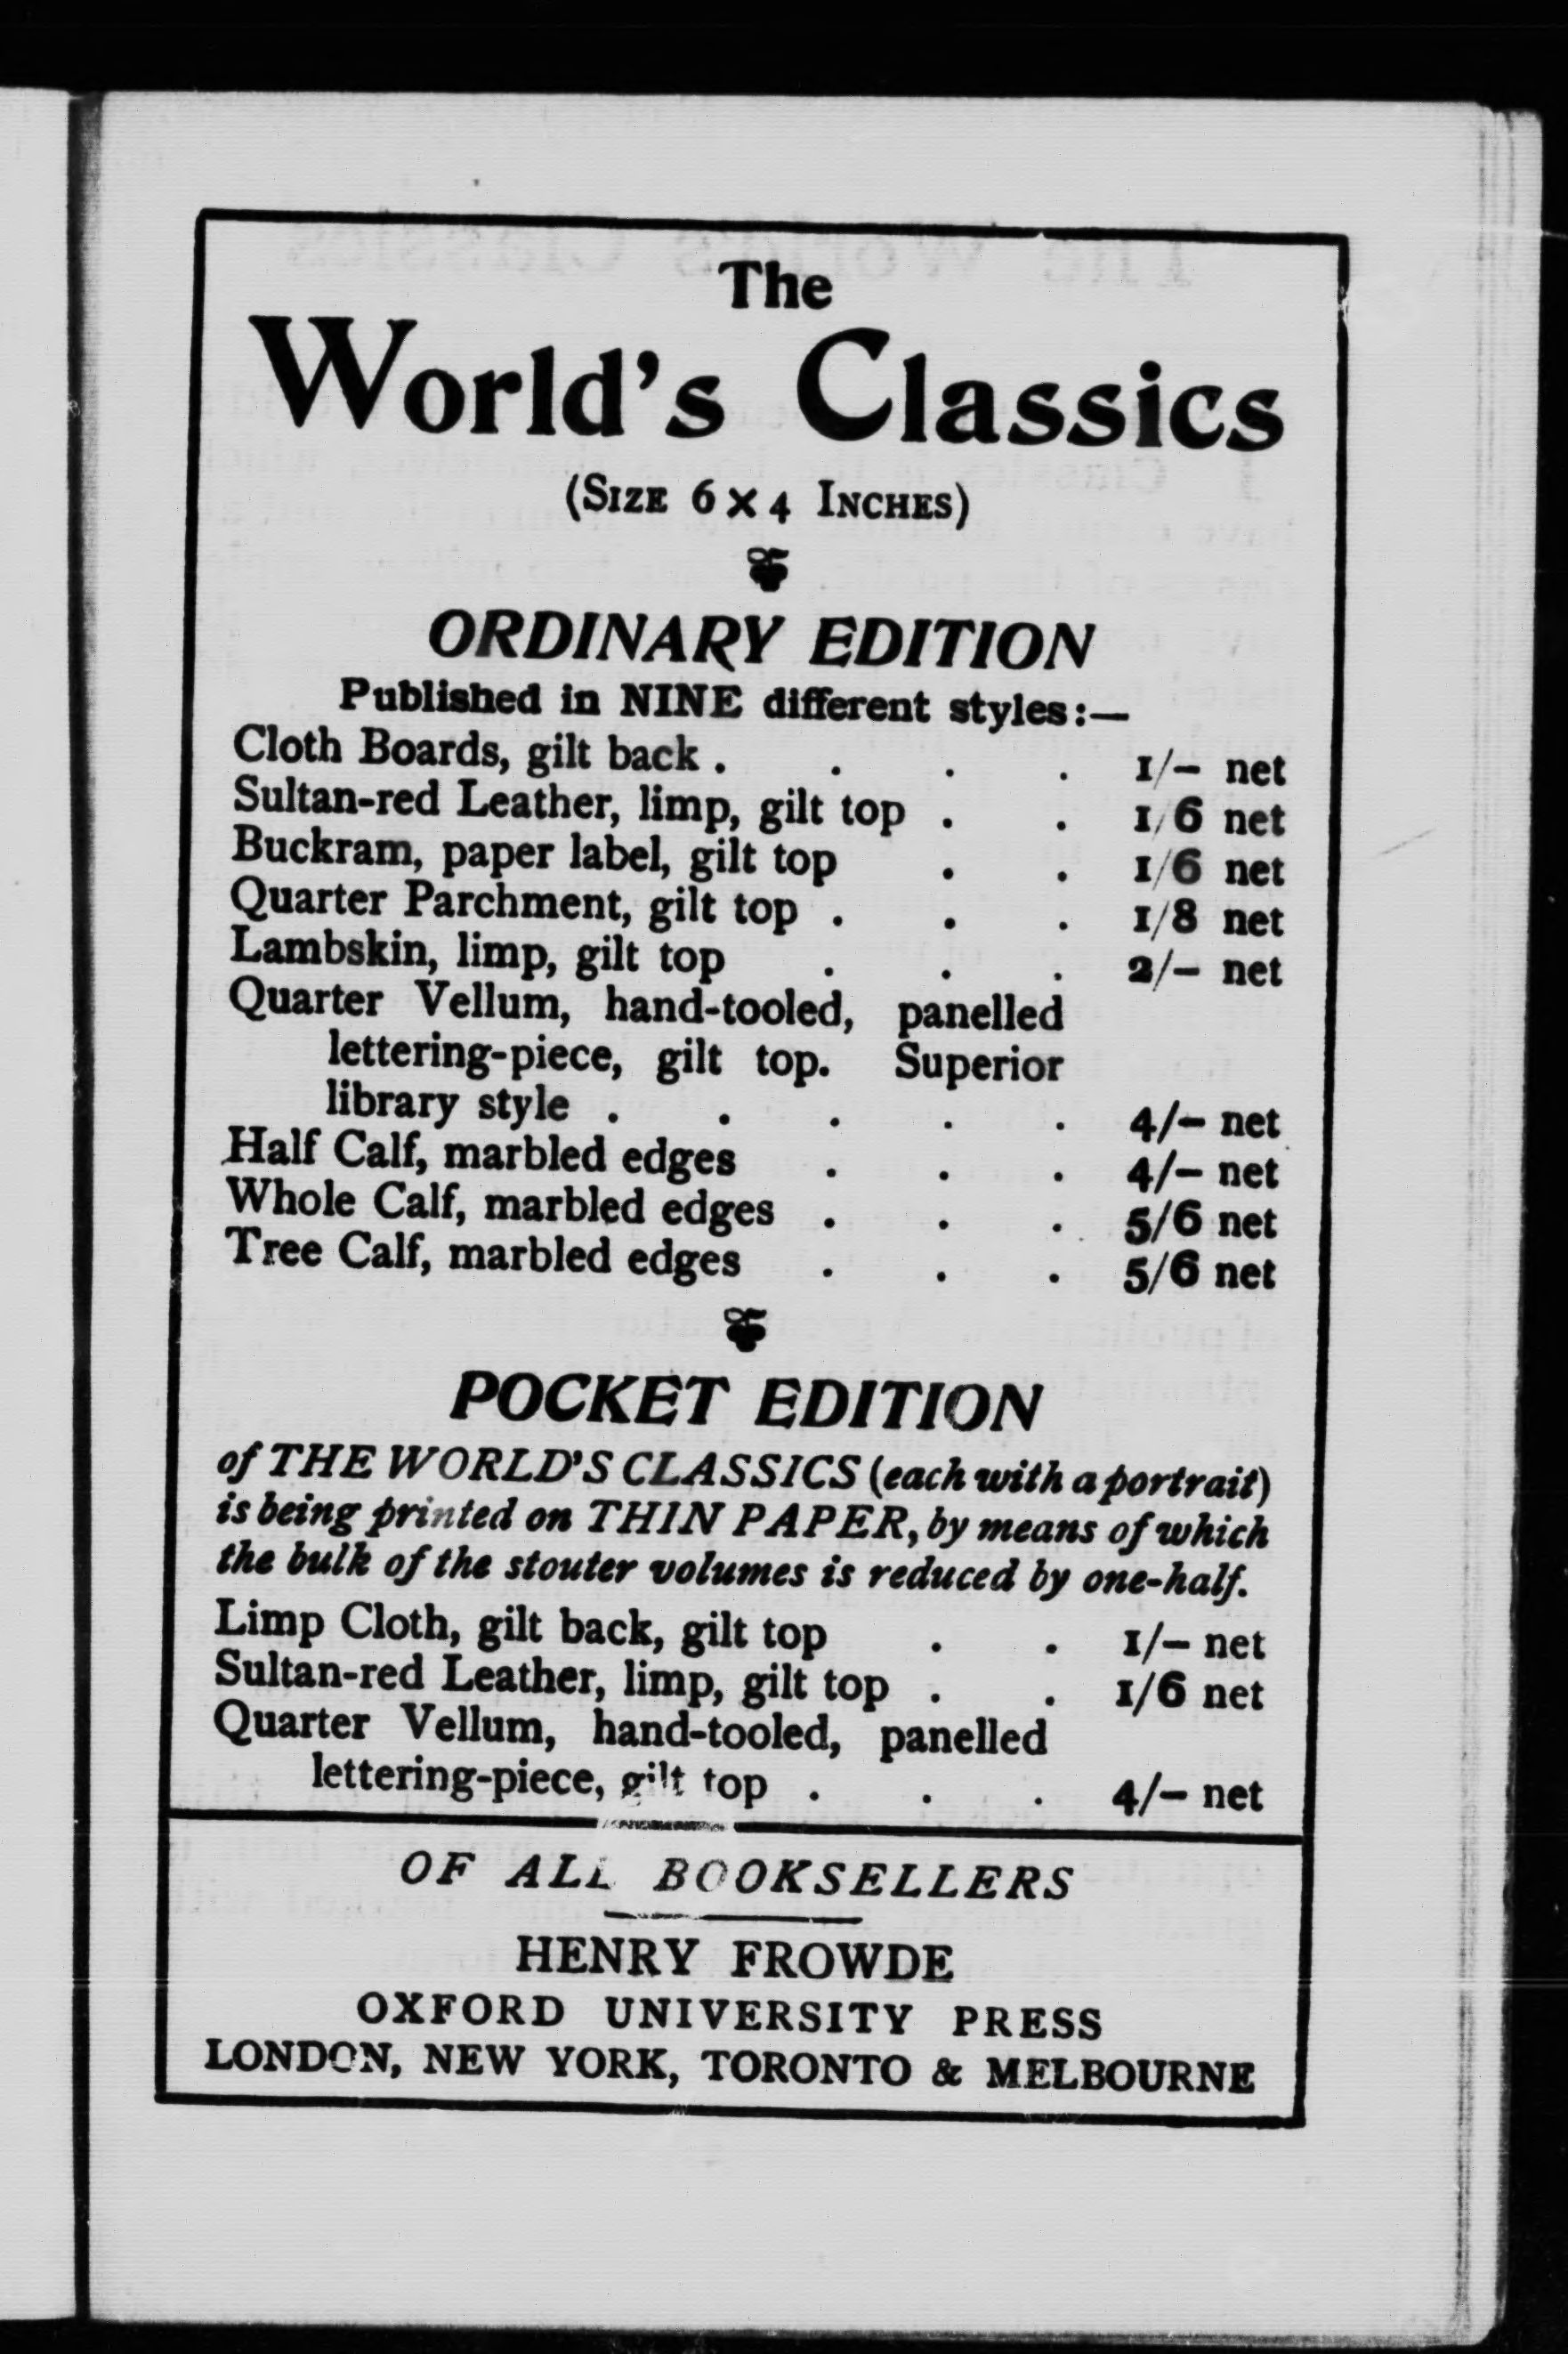 The
World's Classics
(Size 6 x 4 Inches)
ORDINARY EDITION
Published in NINE different styles:—
Cloth Boards, gilt back . . . . 1/– net
Sultan-red Leather, limp, gilt top . . 1/6 net
Buckram, paper label, gilt top . . 1/6 net
Quarter Parchment, gilt top . . . 1/8 net
Lambskin, limp, gilt top . . . 2/– net
Quarter Vellum, hand-tooled, panelled
lettering-piece, gilt top. Superior
library style . . . . . 4/– net
Half Calf, marbled edges . . . 4/– net
Whole Calf, marbled edges . . . 5/6 net
Tree Calf, marbled edges . . . 5/6 net
POCKET EDITION
of THE WORLD'S CLASSICS (each with a portrait)
is being printed on THIN PAPER, by means of which
the bulk of the stouter volumes is reduced by one-half.
Limp Cloth, gilt back, gilt top . . 1/– net
Sultan-red Leather, limp, gilt top . . 1/6 net
Quarter Vellum, hand-tooled, panelled
lettering-piece, gilt top . . . 4/– net
OF ALL BOOKSELLERS
HENRY FROWDE
OXFORD UNIVERSITY PRESS
LONDON, NEW YORK, TORONTO & MELBOURNE